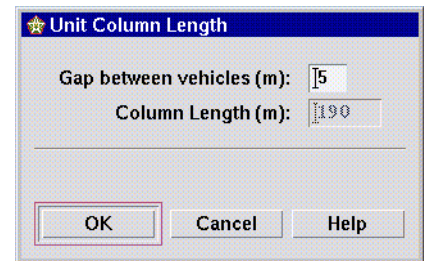 Unit Column Length
Gap between vehicles (m): 5
Column Length (m): 190
OK Cancel Help